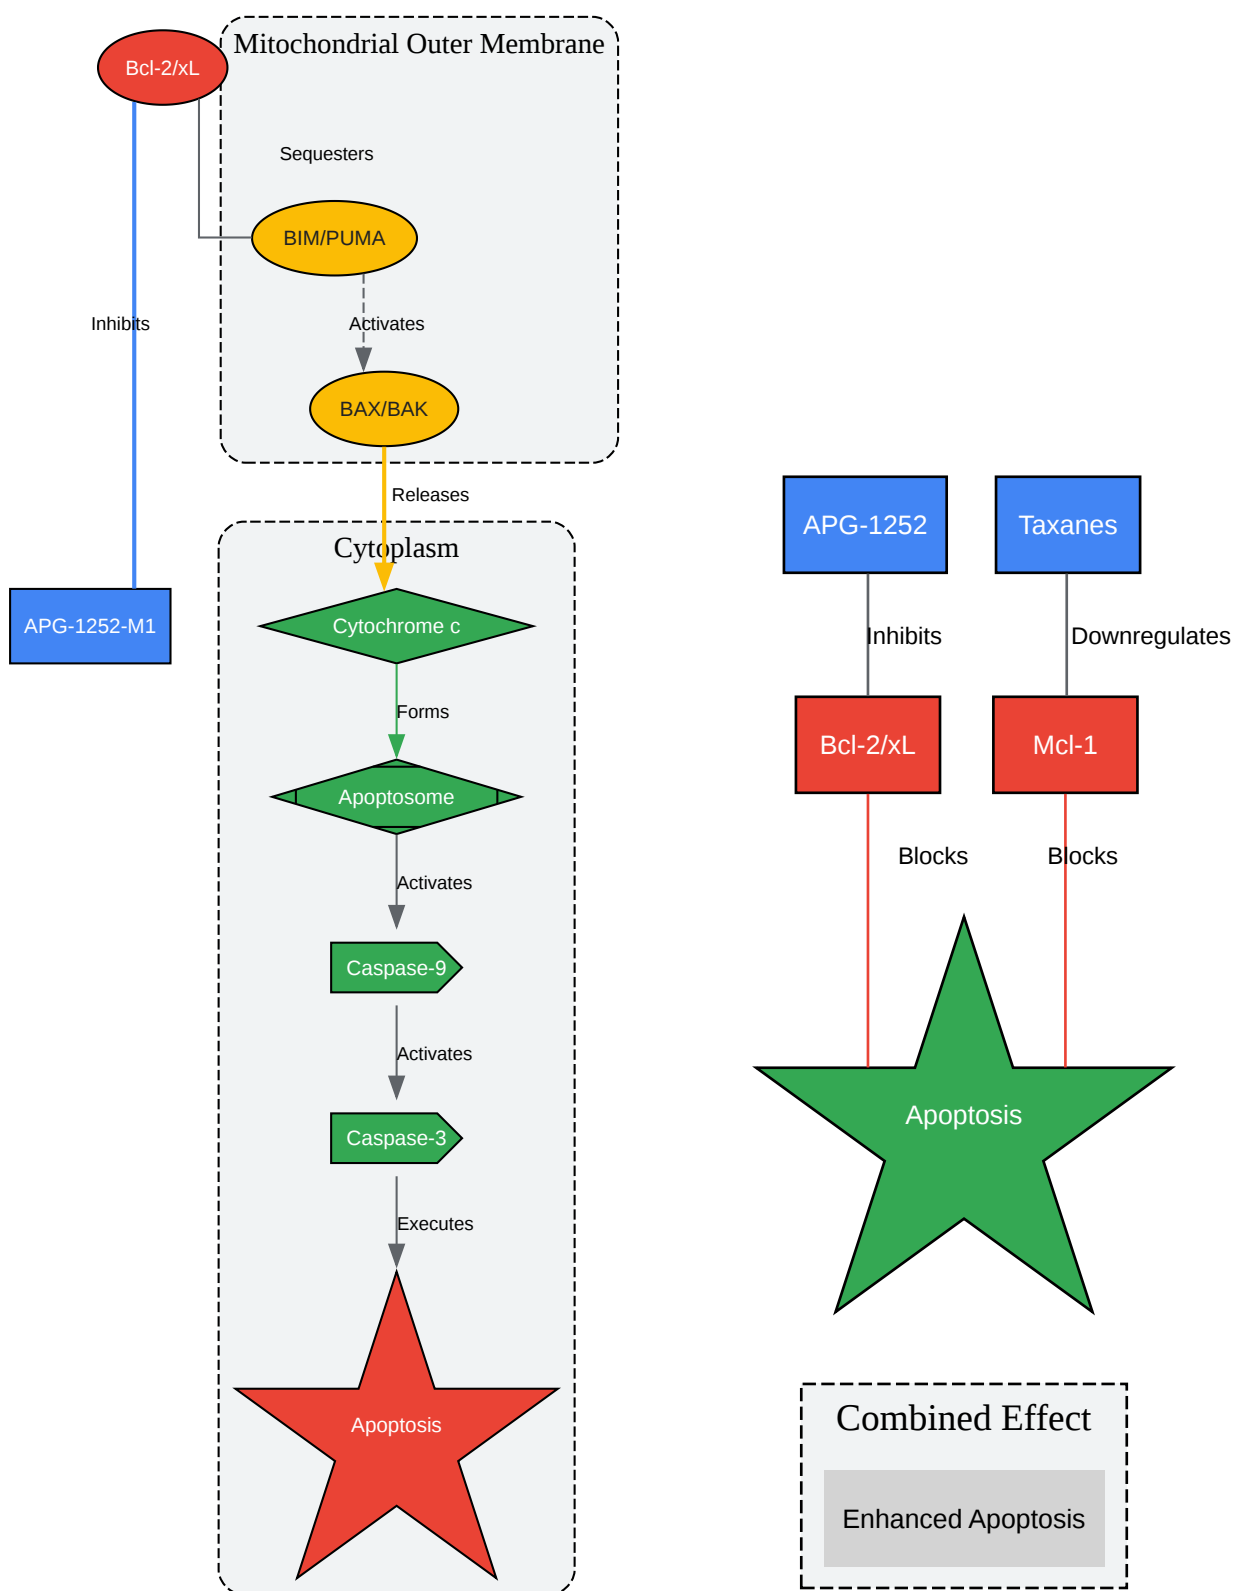 Mitochondrial Outer Membrane
Bcl-2/xL
Sequesters
BIM/PUMA
Inhibits
Activates
BAX/BAK
Releases
Cytoplasm
APG-1252-M1
Cytochrome c
Forms
Apoptosome
Activates
Caspase-9
Activates
Caspase-3
Executes
Apoptosis
APG-1252
Taxanes
Inhibits
Downregulates
Bcl-2/xL
Mcl-1
Blocks
Blocks
Apoptosis
Combined Effect
Enhanced Apoptosis